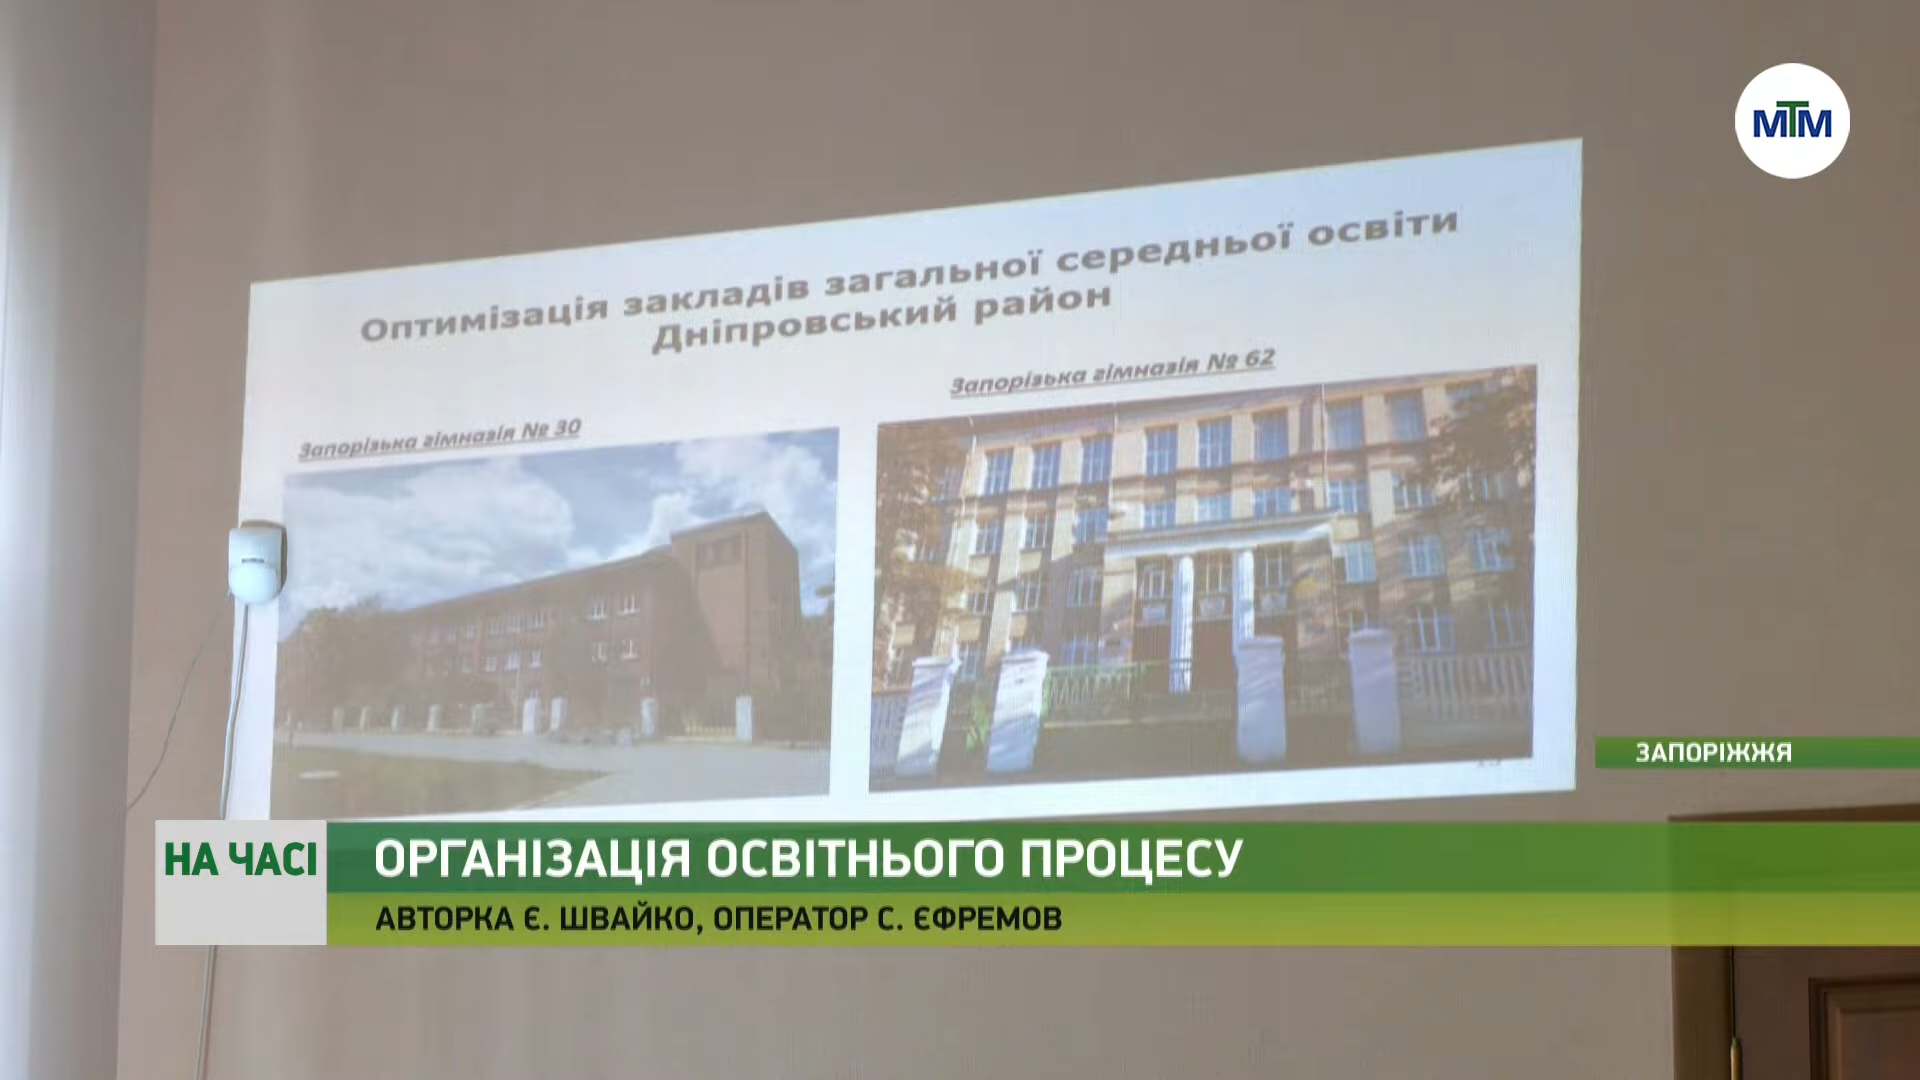 МТМ
Оптимізація закладів загальної середньої освіти
Дніпровський район
Запорізька гімназія № 30
Запорізька гімназія № 62
ЗАПОРІЖЖЯ
НА ЧАСІ
ОРГАНІЗАЦІЯ ОСВІТНЬОГО ПРОЦЕСУ
АВТОРКА Є. ШВАЙКО, ОПЕРАТОР С. ЄФРЕМОВ